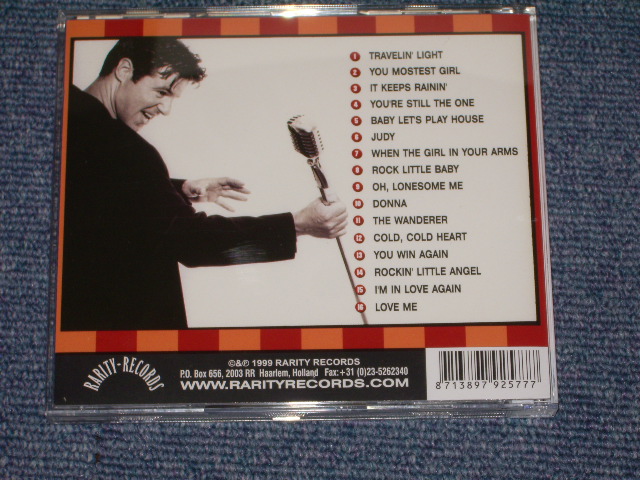 1 TRAVELIN' LIGHT
2 YOU MOSTEST GIRL
3 IT KEEPS RAININ'
4 YOU'RE STILL THE ONE
5 BABY LET'S PLAY HOUSE
6 JUDY
7 WHEN THE GIRL IN YOUR ARMS
8 ROCK LITTLE BABY
9 OH, LONESOME ME
10 DONNA
11 THE WANDERER
12 COLD, COLD HEART
13 YOU WIN AGAIN
14 ROCKIN' LITTLE ANGEL
15 I'M IN LOVE AGAIN
16 LOVE ME
RARITY-RECORDS
©&℗ 1999 RARITY RECORDS
P.O. Box 656, 2003 RR Haarlem, Holland Fax:+31 (0)23-5262340
WWW.RARITYRECORDS.COM
8 713897 925777